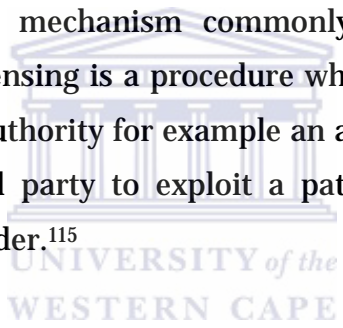 mechanism commonly
ensing is a procedure wh
uthority for example an a
l party to exploit a pat
der.115
UNIVERSITY of the
WESTERN CAPE